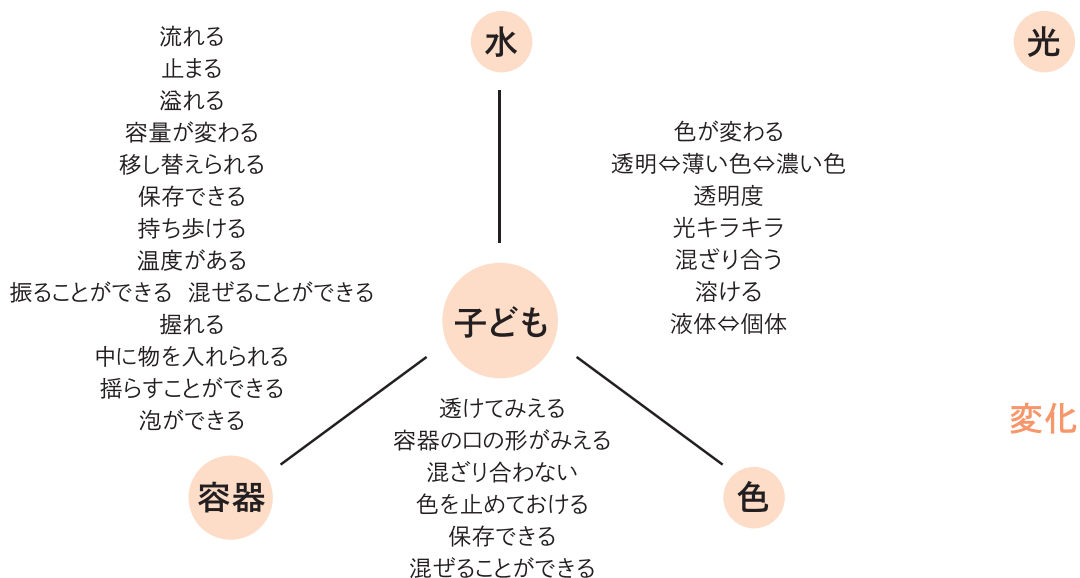 水
光
流れる
止まる
溢れる
容量が変わる
移し替えられる
保存できる
持ち歩ける
温度がある
振ることができる 混ぜることができる
握れる
中に物を入れられる
揺らすことができる
泡ができる
色が変わる
透明⇔薄い色⇔濃い色
透明度
光キラキラ
混ざり合う
溶ける
液体⇔個体
子ども
変化
透けてみえる
容器の口の形がみえる
混ざり合わない
色を止めておける
保存できる
混ぜることができる
容器
色